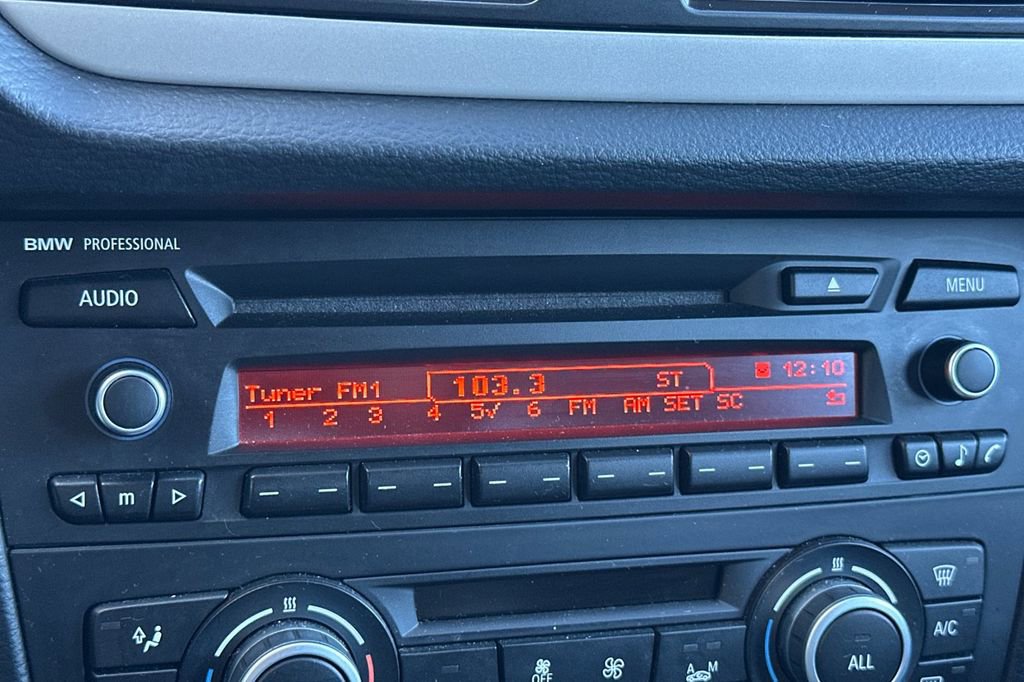 BMW PROFESSIONAL
AUDIO
MENU
Tuner FM1 103.3 ST 12:10
1 2 3 4 5✓ 6 FM AM SET SC
m
A/C
OFF
A M
ALL